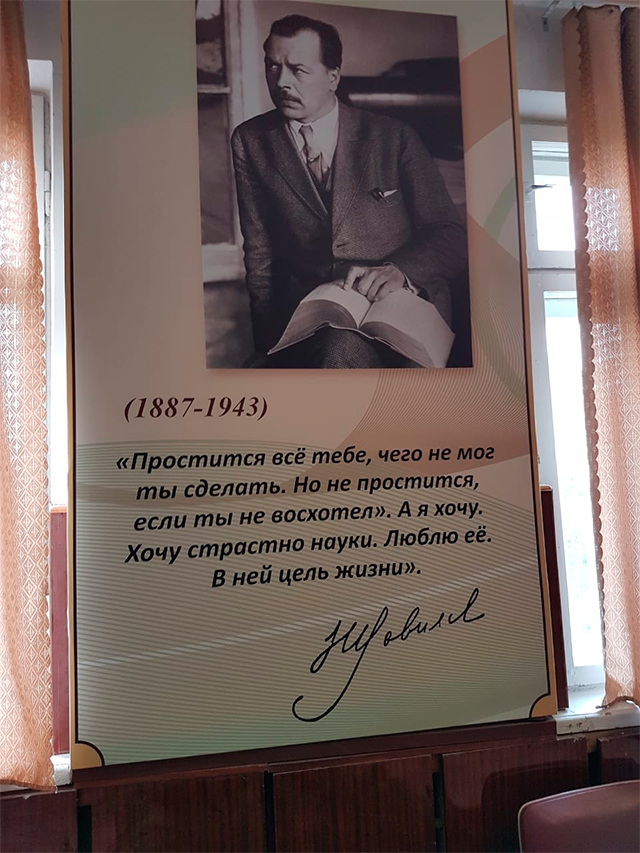 (1887-1943)
«Простится всё тебе, чего не мог
ты сделать. Но не простится,
если ты не восхотел». А я хочу.
Хочу страстно науки. Люблю её.
В ней цель жизни».